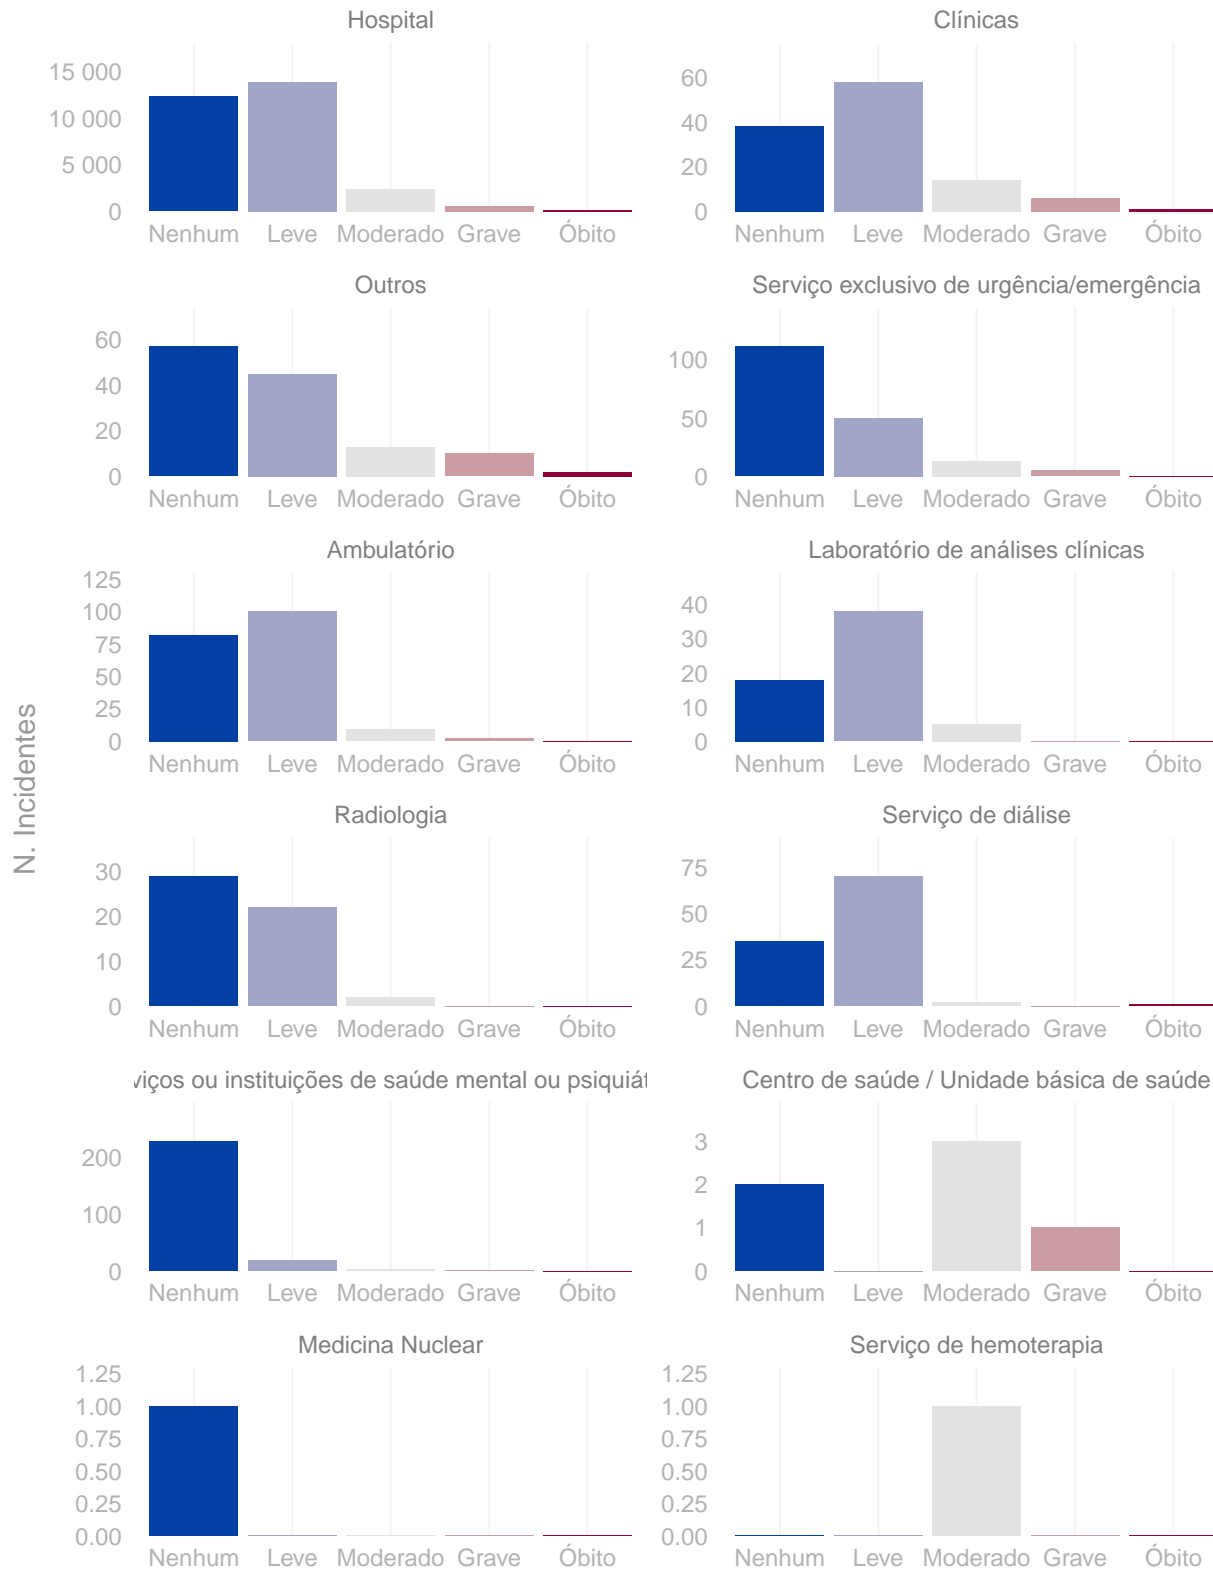 Hospital
15 000
10 000
5 000
0
Nenhum Leve Moderado Grave Óbito
Clínicas
60
40
20
0
Nenhum Leve Moderado Grave Óbito
Outros
60
40
20
0
Nenhum Leve Moderado Grave Óbito
Serviço exclusivo de urgência/emergência
100
50
0
Nenhum Leve Moderado Grave Óbito
N. Incidentes
Ambulatório
125
100
75
50
25
0
Nenhum Leve Moderado Grave Óbito
Laboratório de análises clínicas
40
30
20
10
0
Nenhum Leve Moderado Grave Óbito
Radiologia
30
20
10
0
Nenhum Leve Moderado Grave Óbito
Serviço de diálise
75
50
25
0
Nenhum Leve Moderado Grave Óbito
viços ou instituições de saúde mental ou psiquiát
200
100
0
Nenhum Leve Moderado Grave Óbito
Centro de saúde / Unidade básica de saúde
3
2
1
0
Nenhum Leve Moderado Grave Óbito
Medicina Nuclear
1.25
1.00
0.75
0.50
0.25
0.00
Nenhum Leve Moderado Grave Óbito
Serviço de hemoterapia
1.25
1.00
0.75
0.50
0.25
0.00
Nenhum Leve Moderado Grave Óbito